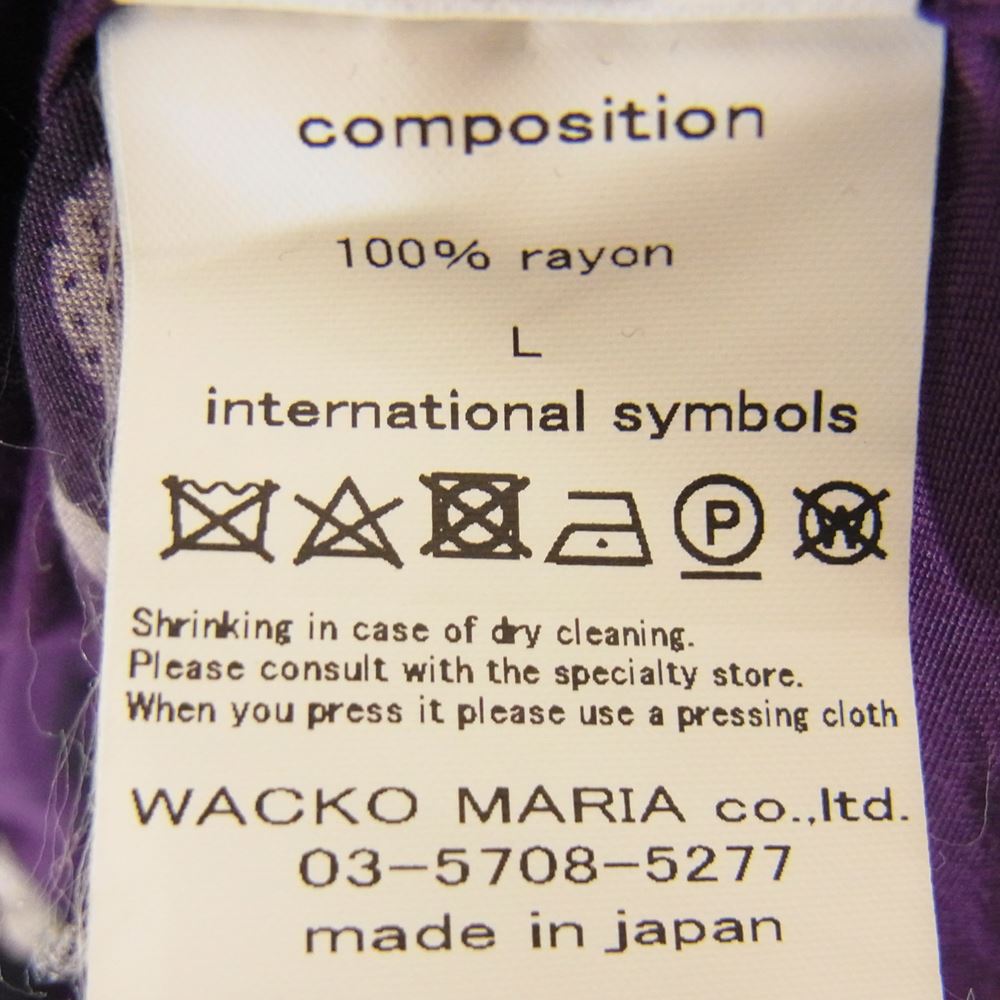 composition
100% rayon
L
international symbols
P W
Shrinking in case of dry cleaning.
Please consult with the specialty store.
When you press it please use a pressing cloth
WACKO MARIA co.,ltd.
03-5708-5277
made in japan